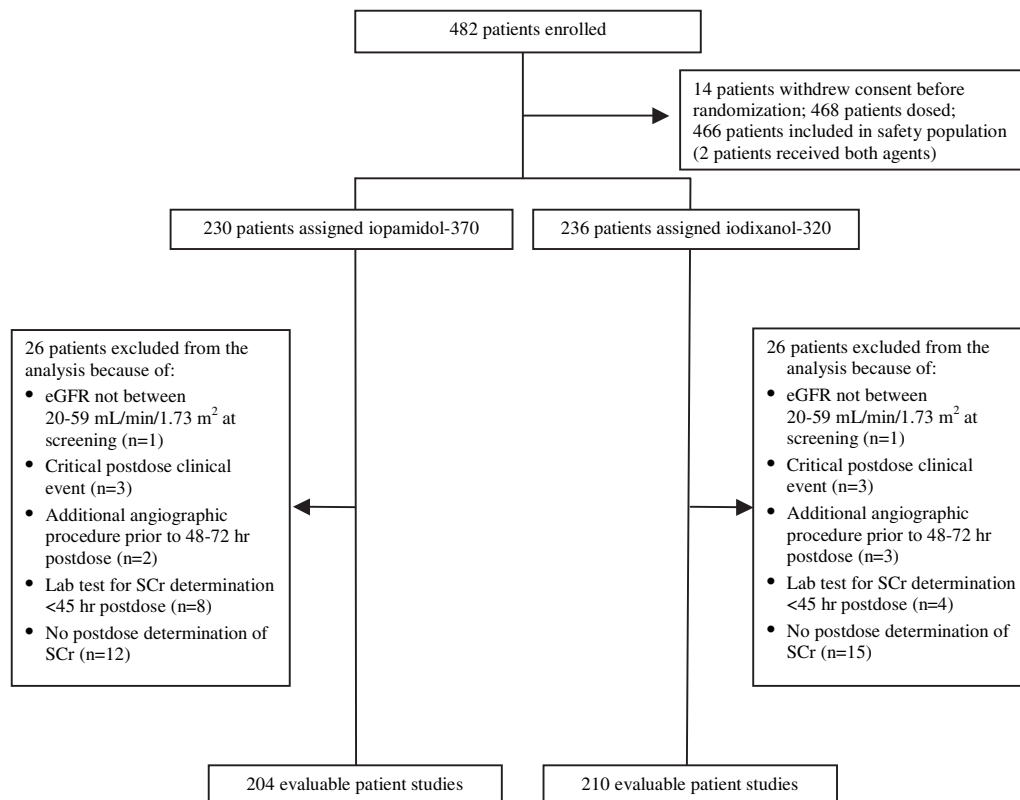 482 patients enrolled
14 patients withdrew consent before
randomization; 468 patients dosed;
466 patients included in safety population
(2 patients received both agents)
230 patients assigned iopamidol-370
236 patients assigned iodixanol-320
26 patients excluded from the
analysis because of:
• eGFR not between
20-59 mL/min/1.73 m² at
screening (n=1)
• Critical postdose clinical
event (n=3)
• Additional angiographic
procedure prior to 48-72 hr
postdose (n=2)
• Lab test for SCr determination
<45 hr postdose (n=8)
• No postdose determination of
SCr (n=12)
26 patients excluded from the
analysis because of:
• eGFR not between
20-59 mL/min/1.73 m² at
screening (n=1)
• Critical postdose clinical
event (n=3)
• Additional angiographic
procedure prior to 48-72 hr
postdose (n=3)
• Lab test for SCr determination
<45 hr postdose (n=4)
• No postdose determination of
SCr (n=15)
204 evaluable patient studies
210 evaluable patient studies